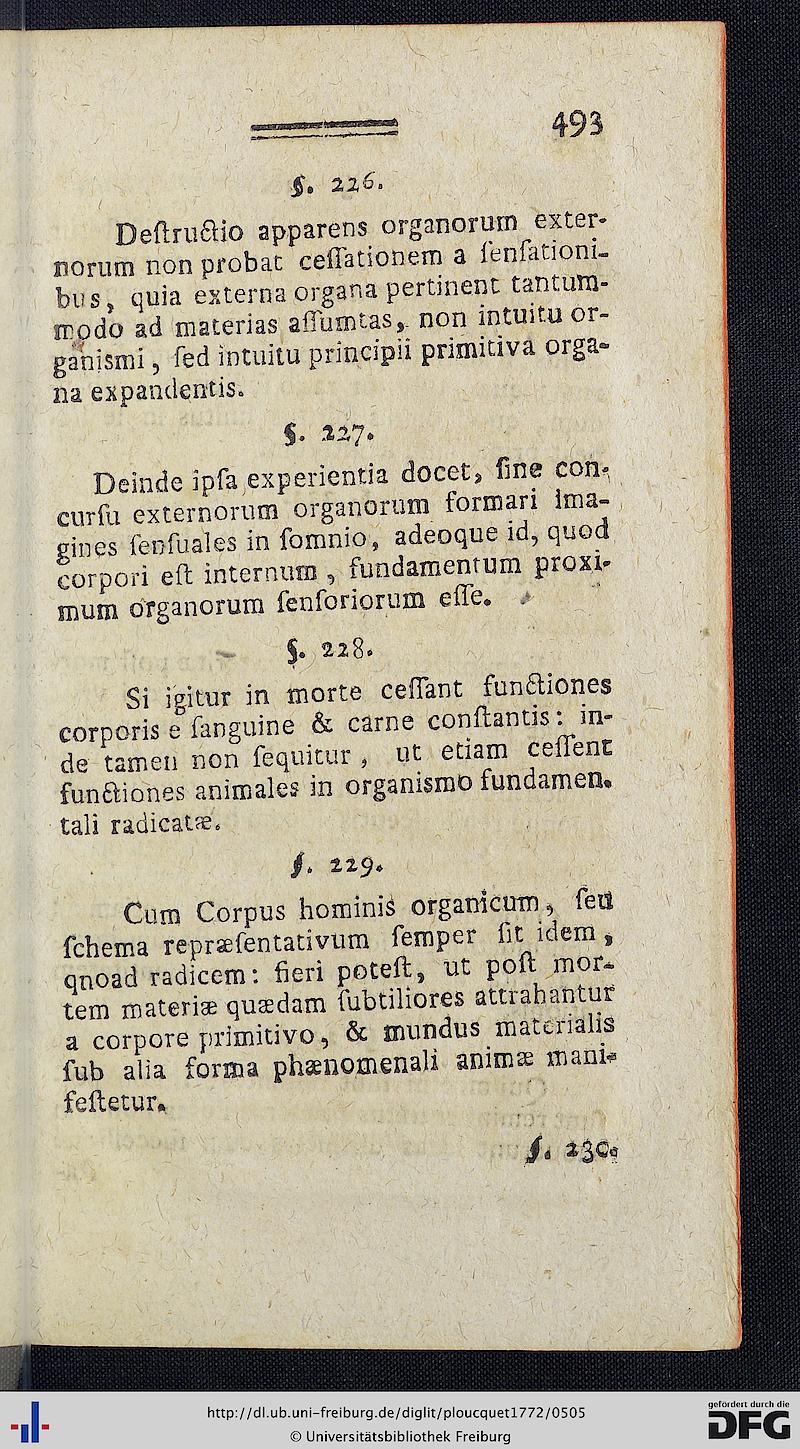 493
§. 226.
Deſtructio apparens organorum exter-
norum non probat ceſſationem a ſenſationi-
bus, quia externa organa pertinent tantum-
modo ad materias aſſumtas, non intuitu or-
ganismi, ſed intuitu principii primitiva orga-
na expandentis.
§. 227.
Deinde ipſa experientia docet, ſine con-
curſu externorum organorum formari ima-
gines ſenſuales in ſomnio, adeoque id, quod
corpori eſt internum, fundamentum proxi-
mum organorum ſenſoriorum eſſe.
§. 228.
Si igitur in morte ceſſant functiones
corporis e ſanguine & carne conſtantis: in-
de tamen non ſequitur, ut etiam ceſſent
functiones animales in organismo fundamen.
tali radicatæ.
§. 229.
Cum Corpus hominis organicum, ſeu
ſchema repræſentativum ſemper ſit idem,
qnoad radicem: fieri poteſt, ut poſt mor-
tem materiæ quædam ſubtiliores attrahantur
a corpore primitivo, & mundus materialis
ſub alia forma phænomenali animæ mani-
feſtetur.
§. 230.
http://dl.ub.uni-freiburg.de/diglit/ploucquet1772/0505
© Universitätsbibliothek Freiburg
gefördert durch die
DFG